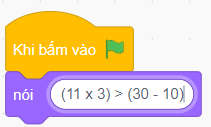 Khi bấm vào
nói (11 x 3) > (30 - 10)